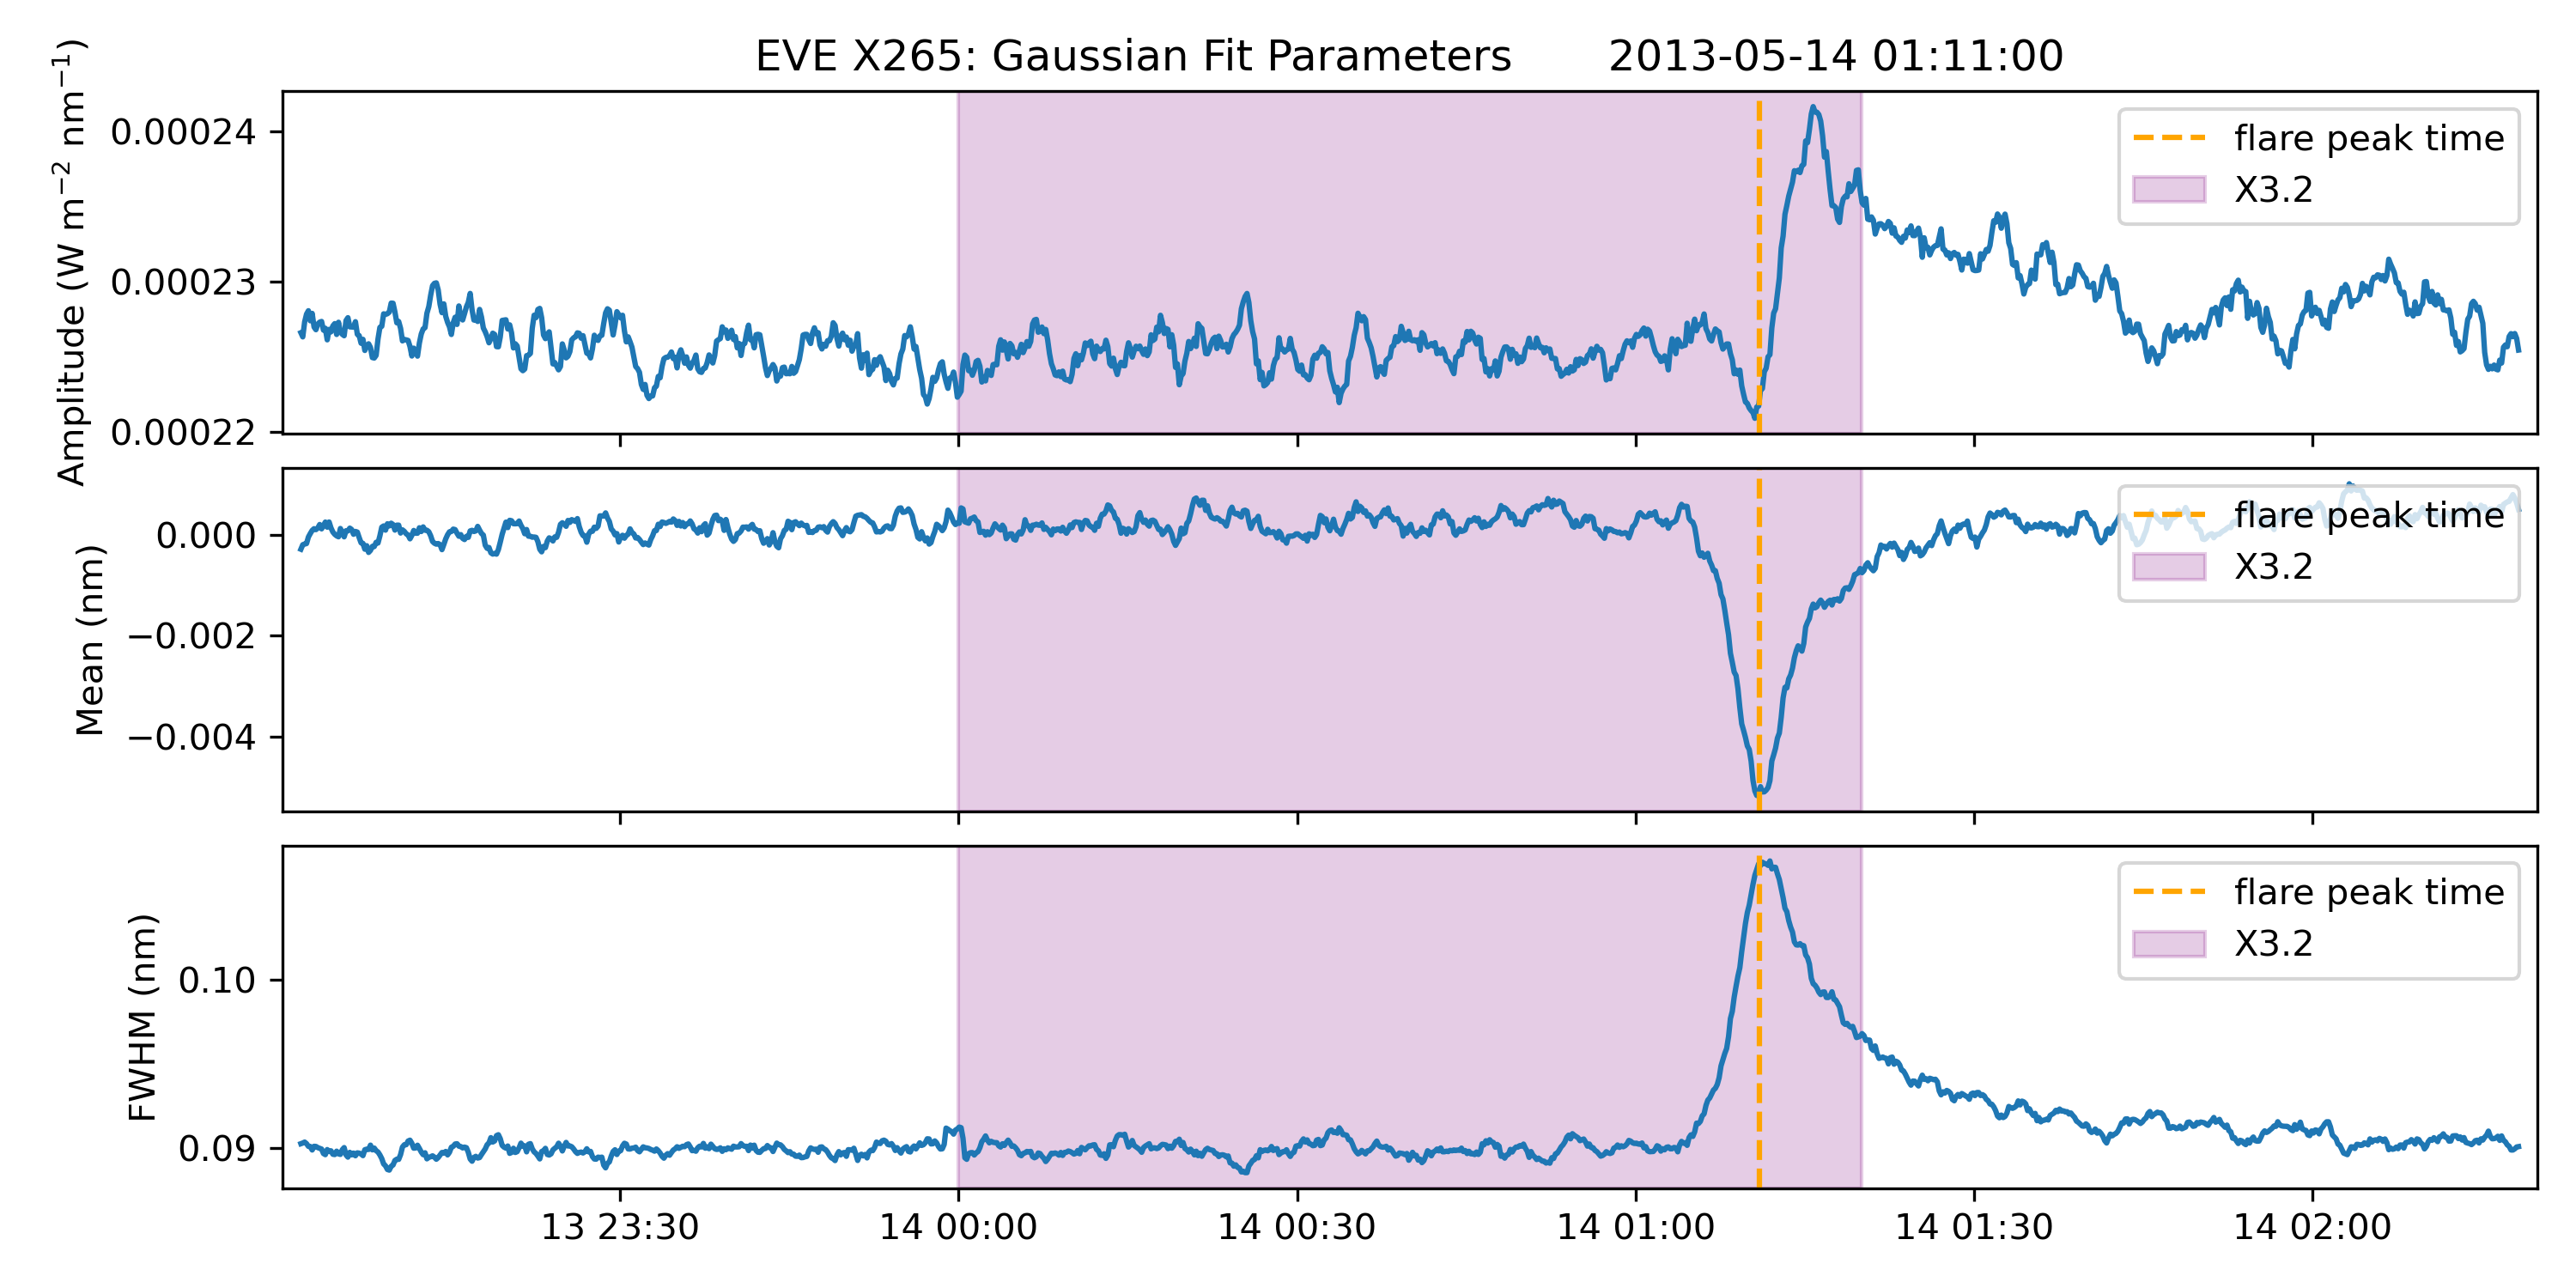 EVE X265: Gaussian Fit Parameters 2013-05-14 01:11:00
Amplitude (W m⁻² nm⁻¹)
0.00024
0.00023
0.00022
flare peak time
X3.2
Mean (nm)
0.000
−0.002
−0.004
flare peak time
X3.2
FWHM (nm)
0.10
0.09
flare peak time
X3.2
13 23:30 14 00:00 14 00:30 14 01:00 14 01:30 14 02:00